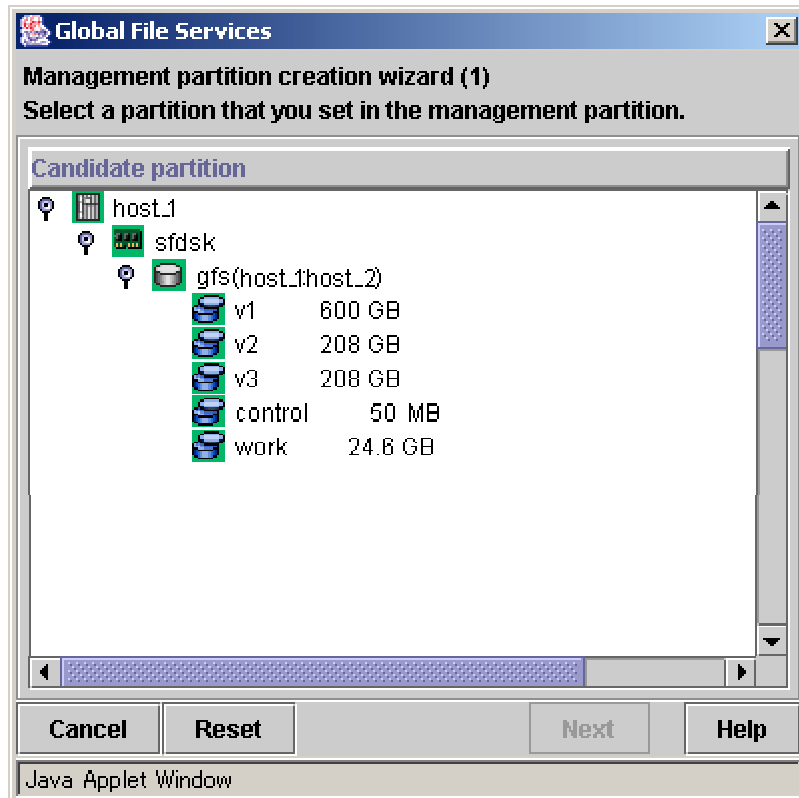 Global File Services
Management partition creation wizard (1)
Select a partition that you set in the management partition.
Candidate partition
host_1
sfdsk
gfs(host_1:host_2)
v1 600 GB
v2 208 GB
v3 208 GB
control 50 MB
work 24.6 GB
Cancel Reset Next Help
Java Applet Window